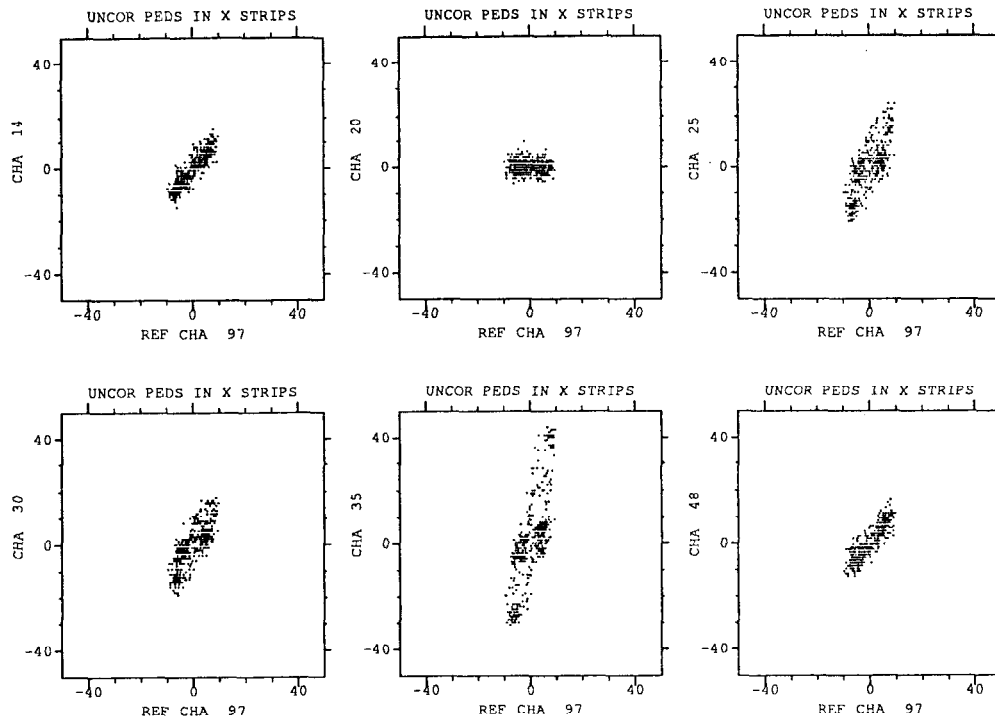 UNCOR PEDS IN X STRIPS
40
0
-40
CHA 14
-40 0 40
REF CHA 97
UNCOR PEDS IN X STRIPS
40
0
-40
CHA 20
-40 0 40
REF CHA 97
UNCOR PEDS IN X STRIPS
40
0
-40
CHA 25
-40 0 40
REF CHA 97
UNCOR PEDS IN X STRIPS
40
0
-40
CHA 30
-40 0 40
REF CHA 97
UNCOR PEDS IN X STRIPS
40
0
-40
CHA 35
-40 0 40
REF CHA 97
UNCOR PEDS IN X STRIPS
40
0
-40
CHA 48
-40 0 40
REF CHA 97